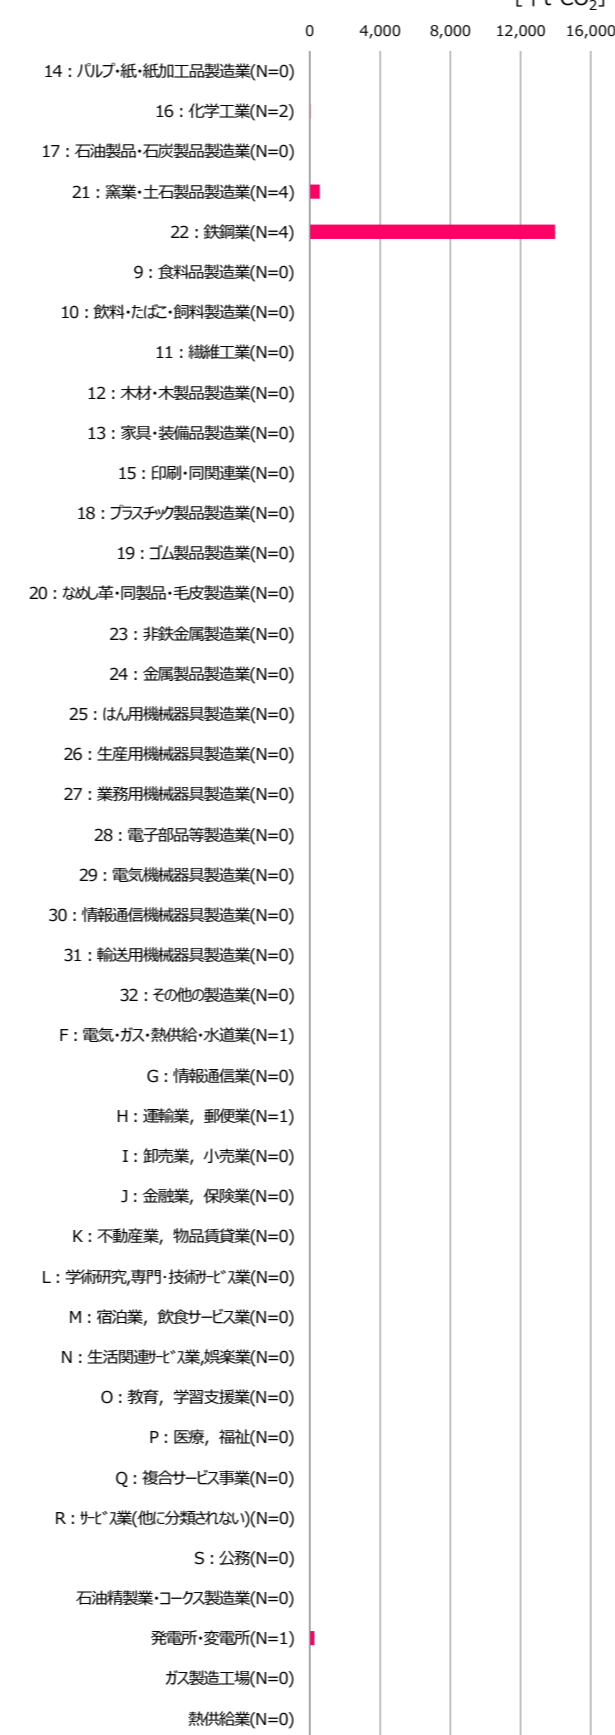 [千t-CO2]
0 4,000 8,000 12,000 16,000
14:パルプ・紙・紙加工品製造業(N=0)
16:化学工業(N=2)
17:石油製品・石炭製品製造業(N=0)
21:窯業・土石製品製造業(N=4)
22:鉄鋼業(N=4)
9:食料品製造業(N=0)
10:飲料・たばこ・飼料製造業(N=0)
11:繊維工業(N=0)
12:木材・木製品製造業(N=0)
13:家具・装備品製造業(N=0)
15:印刷・同関連業(N=0)
18:プラスチック製品製造業(N=0)
19:ゴム製品製造業(N=0)
20:なめし革・同製品・毛皮製造業(N=0)
23:非鉄金属製造業(N=0)
24:金属製品製造業(N=0)
25:はん用機械器具製造業(N=0)
26:生産用機械器具製造業(N=0)
27:業務用機械器具製造業(N=0)
28:電子部品等製造業(N=0)
29:電気機械器具製造業(N=0)
30:情報通信機械器具製造業(N=0)
31:輸送用機械器具製造業(N=0)
32:その他の製造業(N=0)
F:電気・ガス・熱供給・水道業(N=1)
G:情報通信業(N=0)
H:運輸業，郵便業(N=1)
I:卸売業，小売業(N=0)
J:金融業，保険業(N=0)
K:不動産業，物品賃貸業(N=0)
L:学術研究,専門・技術ｻｰﾋﾞｽ業(N=0)
M:宿泊業，飲食サービス業(N=0)
N:生活関連ｻｰﾋﾞｽ業,娯楽業(N=0)
O:教育，学習支援業(N=0)
P:医療，福祉(N=0)
Q:複合サービス事業(N=0)
R:ｻｰﾋﾞｽ業(他に分類されない)(N=0)
S:公務(N=0)
石油精製業・コークス製造業(N=0)
発電所・変電所(N=1)
ガス製造工場(N=0)
熱供給業(N=0)